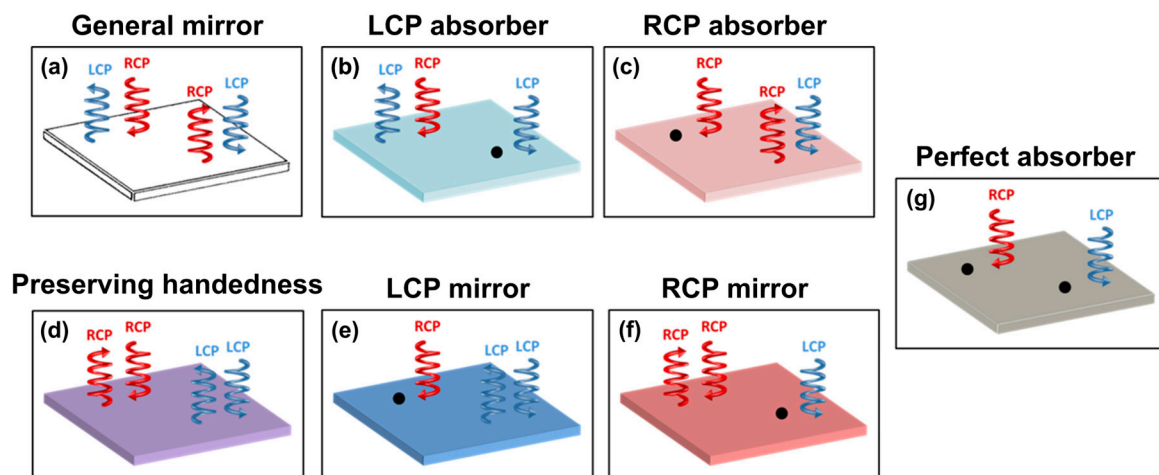 General mirror
LCP absorber
RCP absorber
(a)
LCP
RCP
RCP
LCP
(b)
LCP
RCP
LCP
(c)
RCP
RCP
LCP
Perfect absorber
(g)
RCP
LCP
Preserving handedness
LCP mirror
RCP mirror
(d)
RCP
RCP
LCP
LCP
(e)
RCP
LCP
LCP
(f)
RCP
RCP
LCP